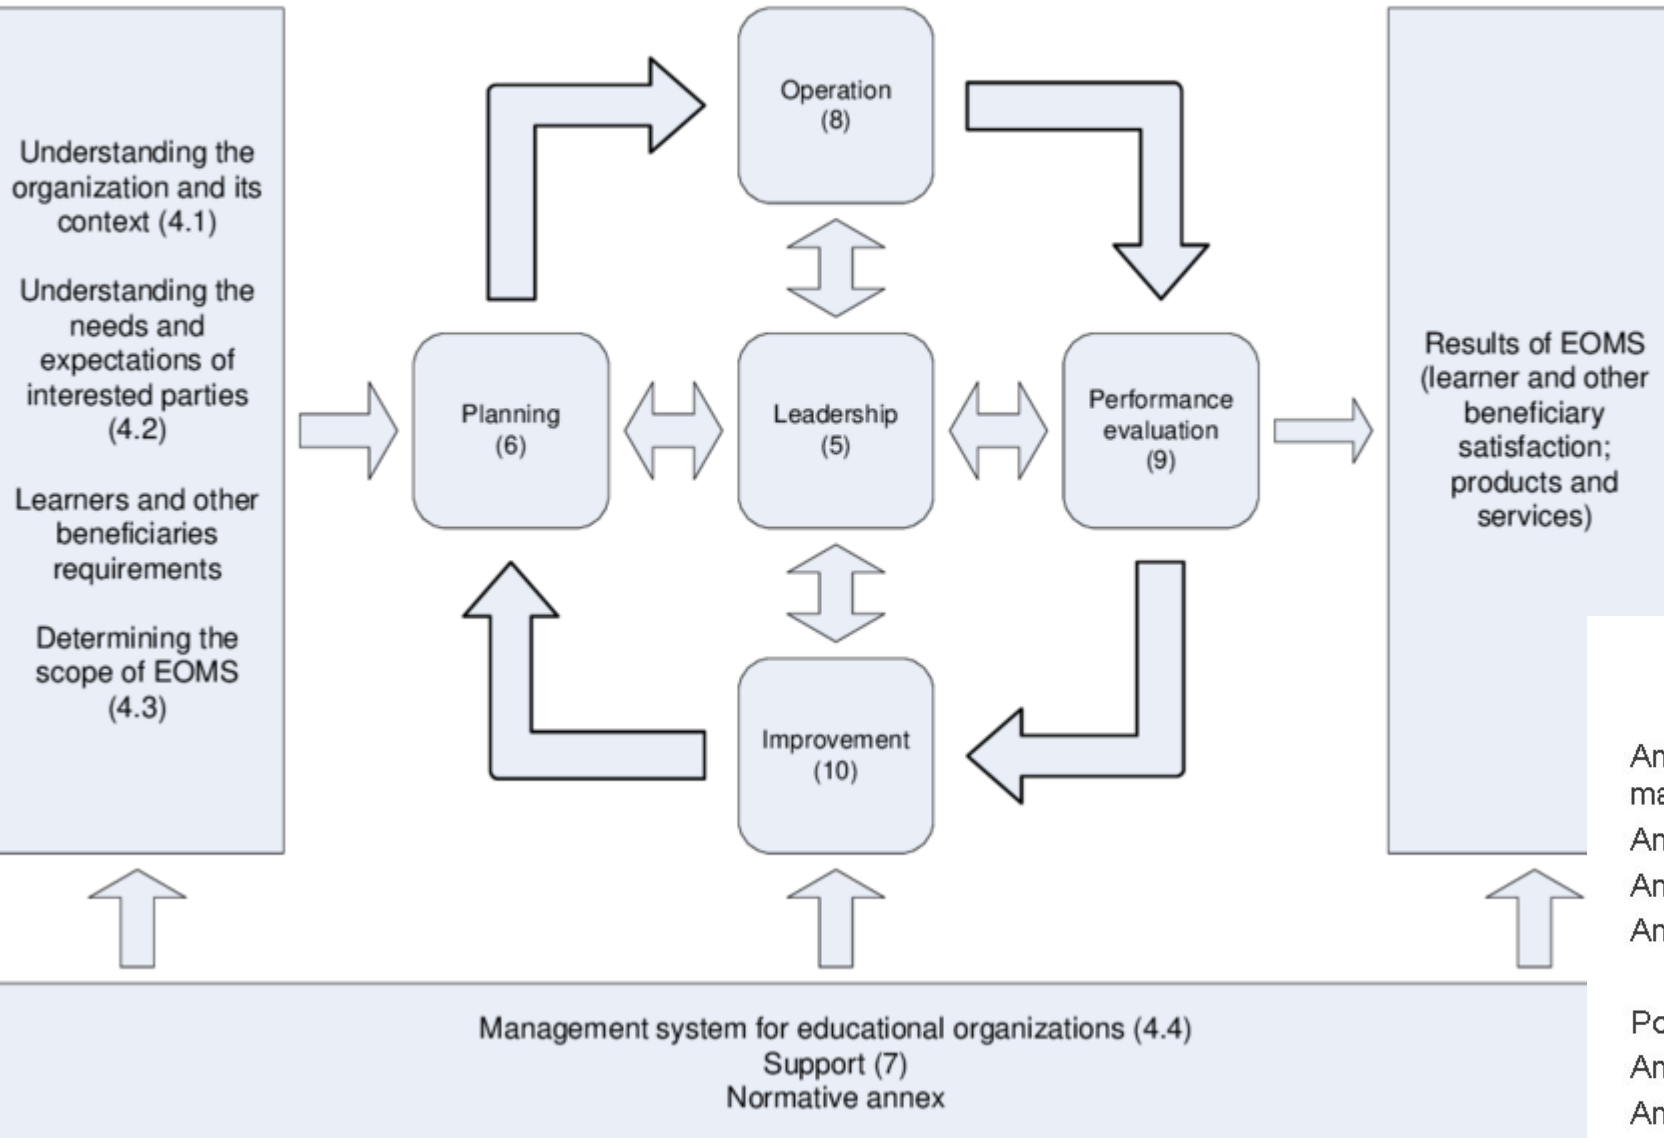 Understanding the
organization and its
context (4.1)
Understanding the
needs and
expectations of
interested parties
(4.2)
Learners and other
beneficiaries
requirements
Determining the
scope of EOMS
(4.3)
Operation
(8)
Planning
(6)
Leadership
(5)
Performance
evaluation
(9)
Improvement
(10)
Results of EOMS
(learner and other
beneficiary
satisfaction;
products and
services)
Management system for educational organizations (4.4)
Support (7)
Normative annex